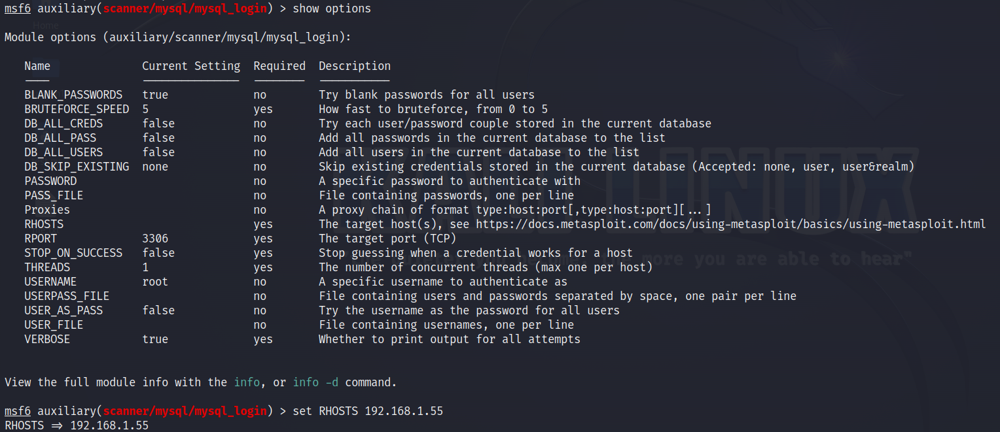 msf6 auxiliary(scanner/mysql/mysql_login) > show options
Home
Module options (auxiliary/scanner/mysql/mysql_login):
Name Current Setting Required Description
BLANK_PASSWORDS true no Try blank passwords for all users
BRUTEFORCE_SPEED 5 yes How fast to bruteforce, from 0 to 5
DB_ALL_CREDS false no Try each user/password couple stored in the current database
DB_ALL_PASS false no Add all passwords in the current database to the list
DB_ALL_USERS false no Add all users in the current database to the list
DB_SKIP_EXISTING none no Skip existing credentials stored in the current database (Accepted: none, user, user&realm)
PASSWORD no A specific password to authenticate with
PASS_FILE no File containing passwords, one per line
Proxies no A proxy chain of format type:host:port[,type:host:port][...]
RHOSTS yes The target host(s), see https://docs.metasploit.com/docs/using-metasploit/basics/using-metasploit.html
RPORT 3306 yes The target port (TCP)
STOP_ON_SUCCESS false yes Stop guessing when a credential works for a host
THREADS 1 yes The number of concurrent threads (max one per host)
USERNAME root no A specific username to authenticate as
USERPASS_FILE no File containing users and passwords separated by space, one pair per line
USER_AS_PASS false no Try the username as the password for all users
USER_FILE no File containing usernames, one per line
VERBOSE true yes Whether to print output for all attempts
KALI LINUX
more you are able to hear"
View the full module info with the info, or info -d command.
msf6 auxiliary(scanner/mysql/mysql_login) > set RHOSTS 192.168.1.55
RHOSTS => 192.168.1.55